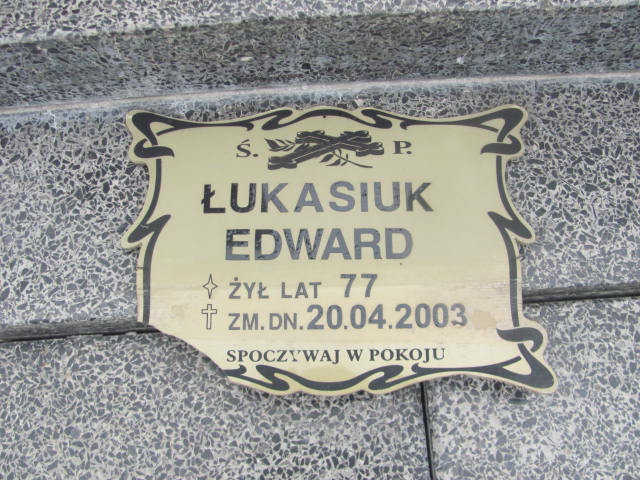 Ś. P.
ŁUKASIUK
EDWARD
ŻYŁ LAT 77
ZM. DN. 20.04.2003
SPOCZYWAJ W POKOJU